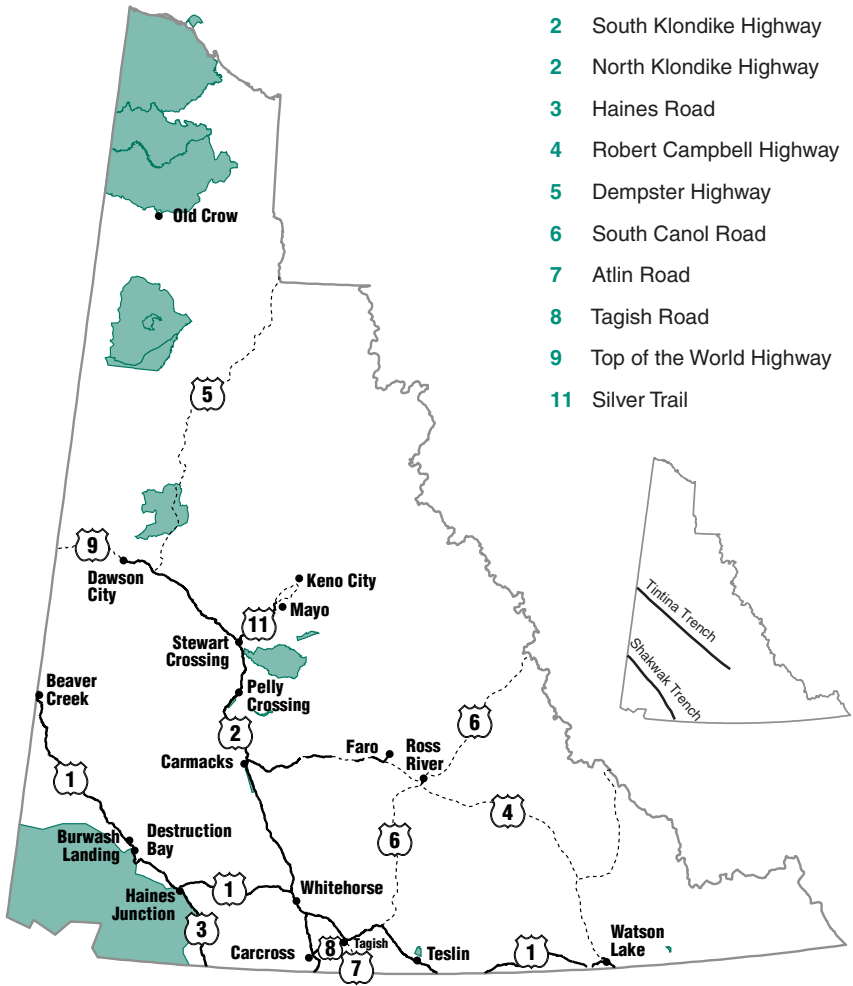 2 South Klondike Highway
2 North Klondike Highway
3 Haines Road
4 Robert Campbell Highway
5 Dempster Highway
6 South Canol Road
7 Atlin Road
8 Tagish Road
9 Top of the World Highway
11 Silver Trail
Old Crow
5
9
Dawson
City
Keno City
Mayo
11
Stewart
Crossing
Beaver
Creek
Pelly
Crossing
2
Carmacks
Faro
Ross
River
6
1
4
6
Burwash
Landing
Destruction
Bay
Haines
Junction
1
Whitehorse
3
Carcross
8
Tagish
7
Teslin
1
Watson
Lake
Tintina Trench
Shakwak Trench